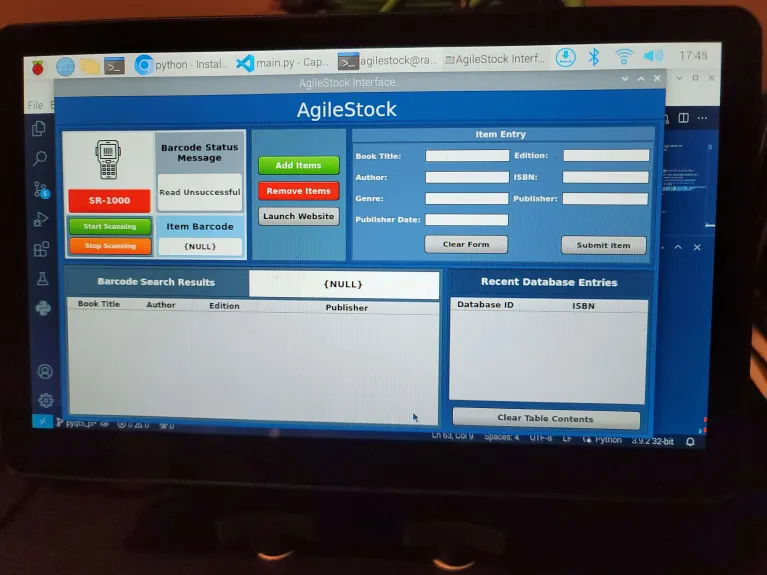 python - Instal...
main.py - Cap...
agilestock@ra...
AgileStock Interf...
17:45
AgileStock Interface
File
AgileStock
Barcode Status
Message
Read Unsuccessful
SR-1000
Start Scanning
Stop Scanning
Item Barcode
{NULL}
Add Items
Remove Items
Launch Website
Item Entry
Book Title:
Edition:
Author:
ISBN:
Genre:
Publisher:
Publisher Date:
Clear Form
Submit Item
Barcode Search Results
{NULL}
Book Title
Author
Edition
Publisher
Recent Database Entries
Database ID
ISBN
Clear Table Contents
Ln 63, Col 9
Spaces: 4
UTF-8
LF
Python
3.9.2 32-bit